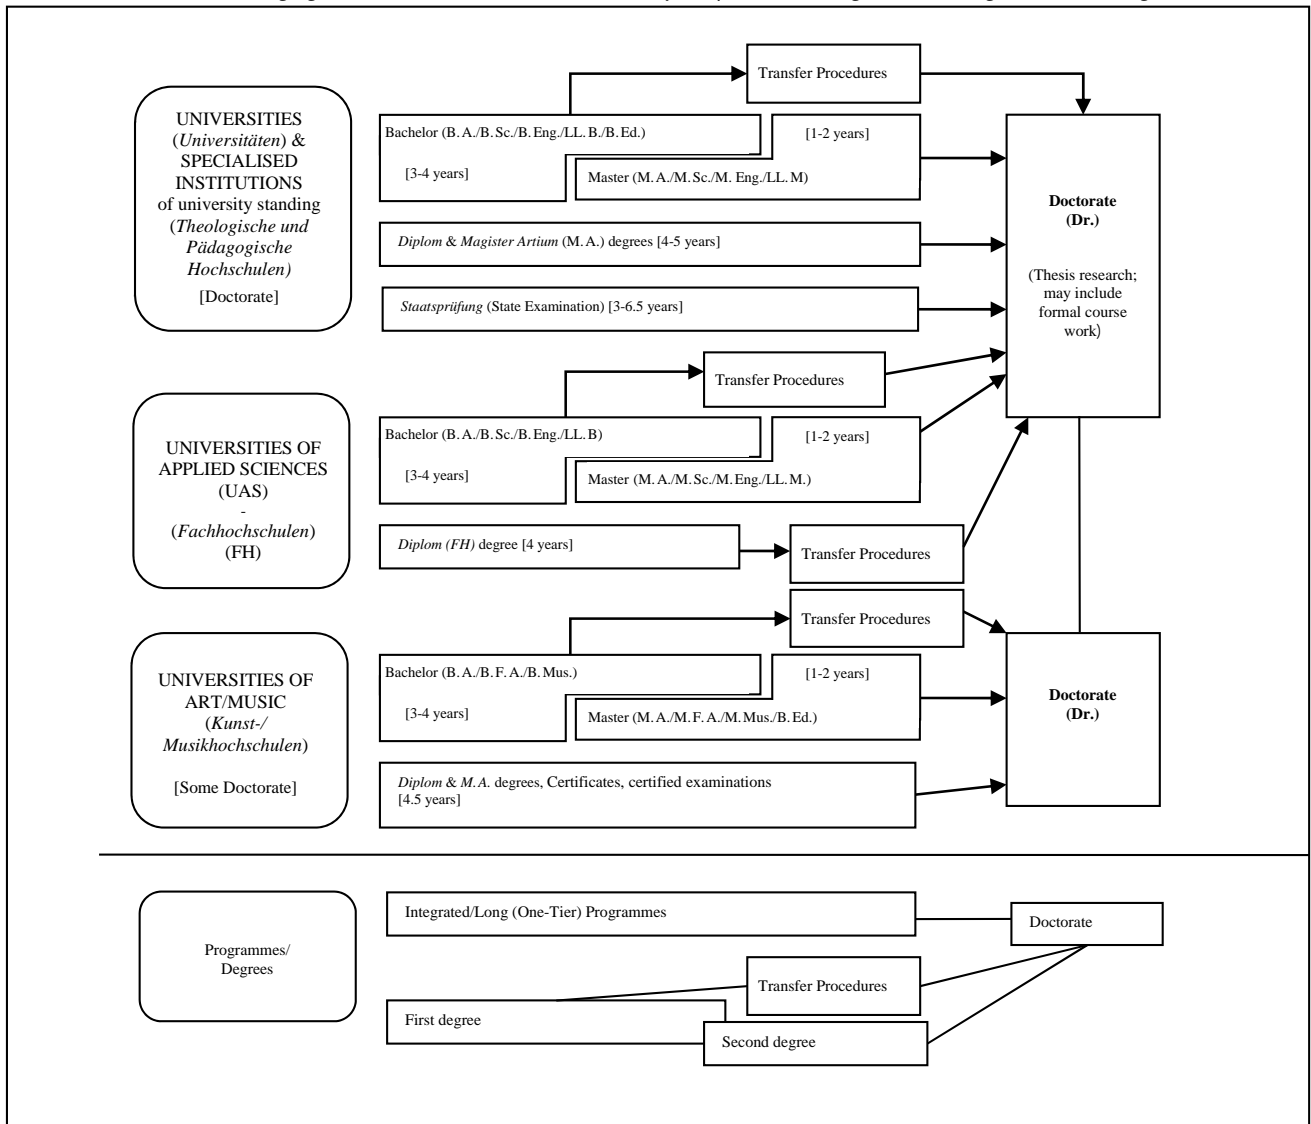 Transfer Procedures
UNIVERSITIES
(Universitäten) &
SPECIALISED
INSTITUTIONS
of university standing
(Theologische und
Pädagogische
Hochschulen)
[Doctorate]
Bachelor (B. A./B. Sc./B. Eng./LL. B./B. Ed.)
[1-2 years]
[3-4 years]
Master (M. A./M. Sc./M. Eng./LL. M)
Diplom & Magister Artium (M. A.) degrees [4-5 years]
Staatsprüfung (State Examination) [3-6.5 years]
Doctorate
(Dr.)
(Thesis research;
may include
formal course
work)
Transfer Procedures
UNIVERSITIES OF
APPLIED SCIENCES
(UAS)
-
(Fachhochschulen)
(FH)
Bachelor (B. A./B. Sc./B. Eng./LL. B)
[1-2 years]
[3-4 years]
Master (M. A./M. Sc./M. Eng./LL. M.)
Diplom (FH) degree [4 years]
Transfer Procedures
Transfer Procedures
UNIVERSITIES OF
ART/MUSIC
(Kunst-/
Musikhochschulen)
[Some Doctorate]
Bachelor (B. A./B. F. A./B. Mus.)
[1-2 years]
[3-4 years]
Master (M. A./M. F. A./M. Mus./B. Ed.)
Diplom & M. A. degrees, Certificates, certified examinations
[4.5 years]
Doctorate
(Dr.)
Programmes/
Degrees
Integrated/Long (One-Tier) Programmes
Doctorate
Transfer Procedures
First degree
Second degree